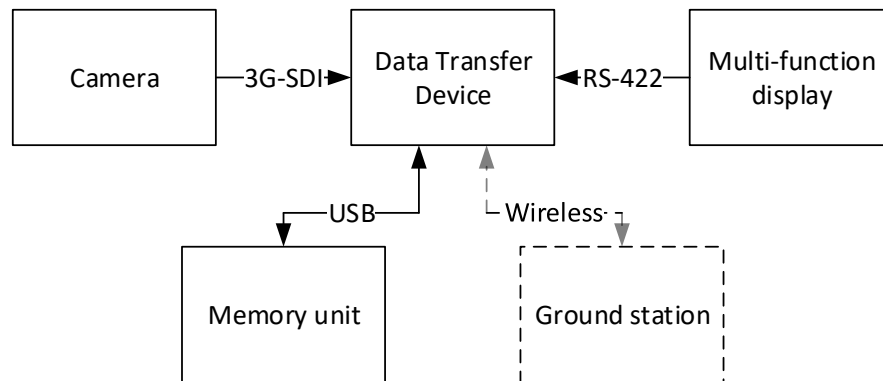 Camera
3G-SDI
Data Transfer
Device
RS-422
Multi-function
display
USB
Wireless
Memory unit
Ground station